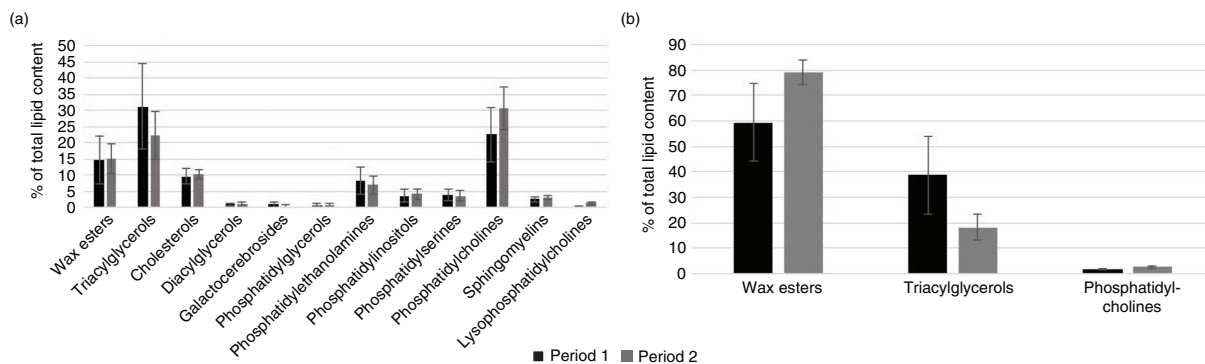 (a)
% of total lipid content
50
45
40
35
30
25
20
15
10
5
0
Wax esters
Triacylglycerols
Cholesterols
Diacylglycerols
Galactocerebrosides
Phosphatidylglycerols
Phosphatidylethanolamines
Phosphatidylinositols
Phosphatidylserines
Phosphatidylcholines
Sphingomyelins
Lysophosphatidylcholines
(b)
% of total lipid content
90
80
70
60
50
40
30
20
10
0
Wax esters
Triacylglycerols
Phosphatidyl-
cholines
Period 1 Period 2